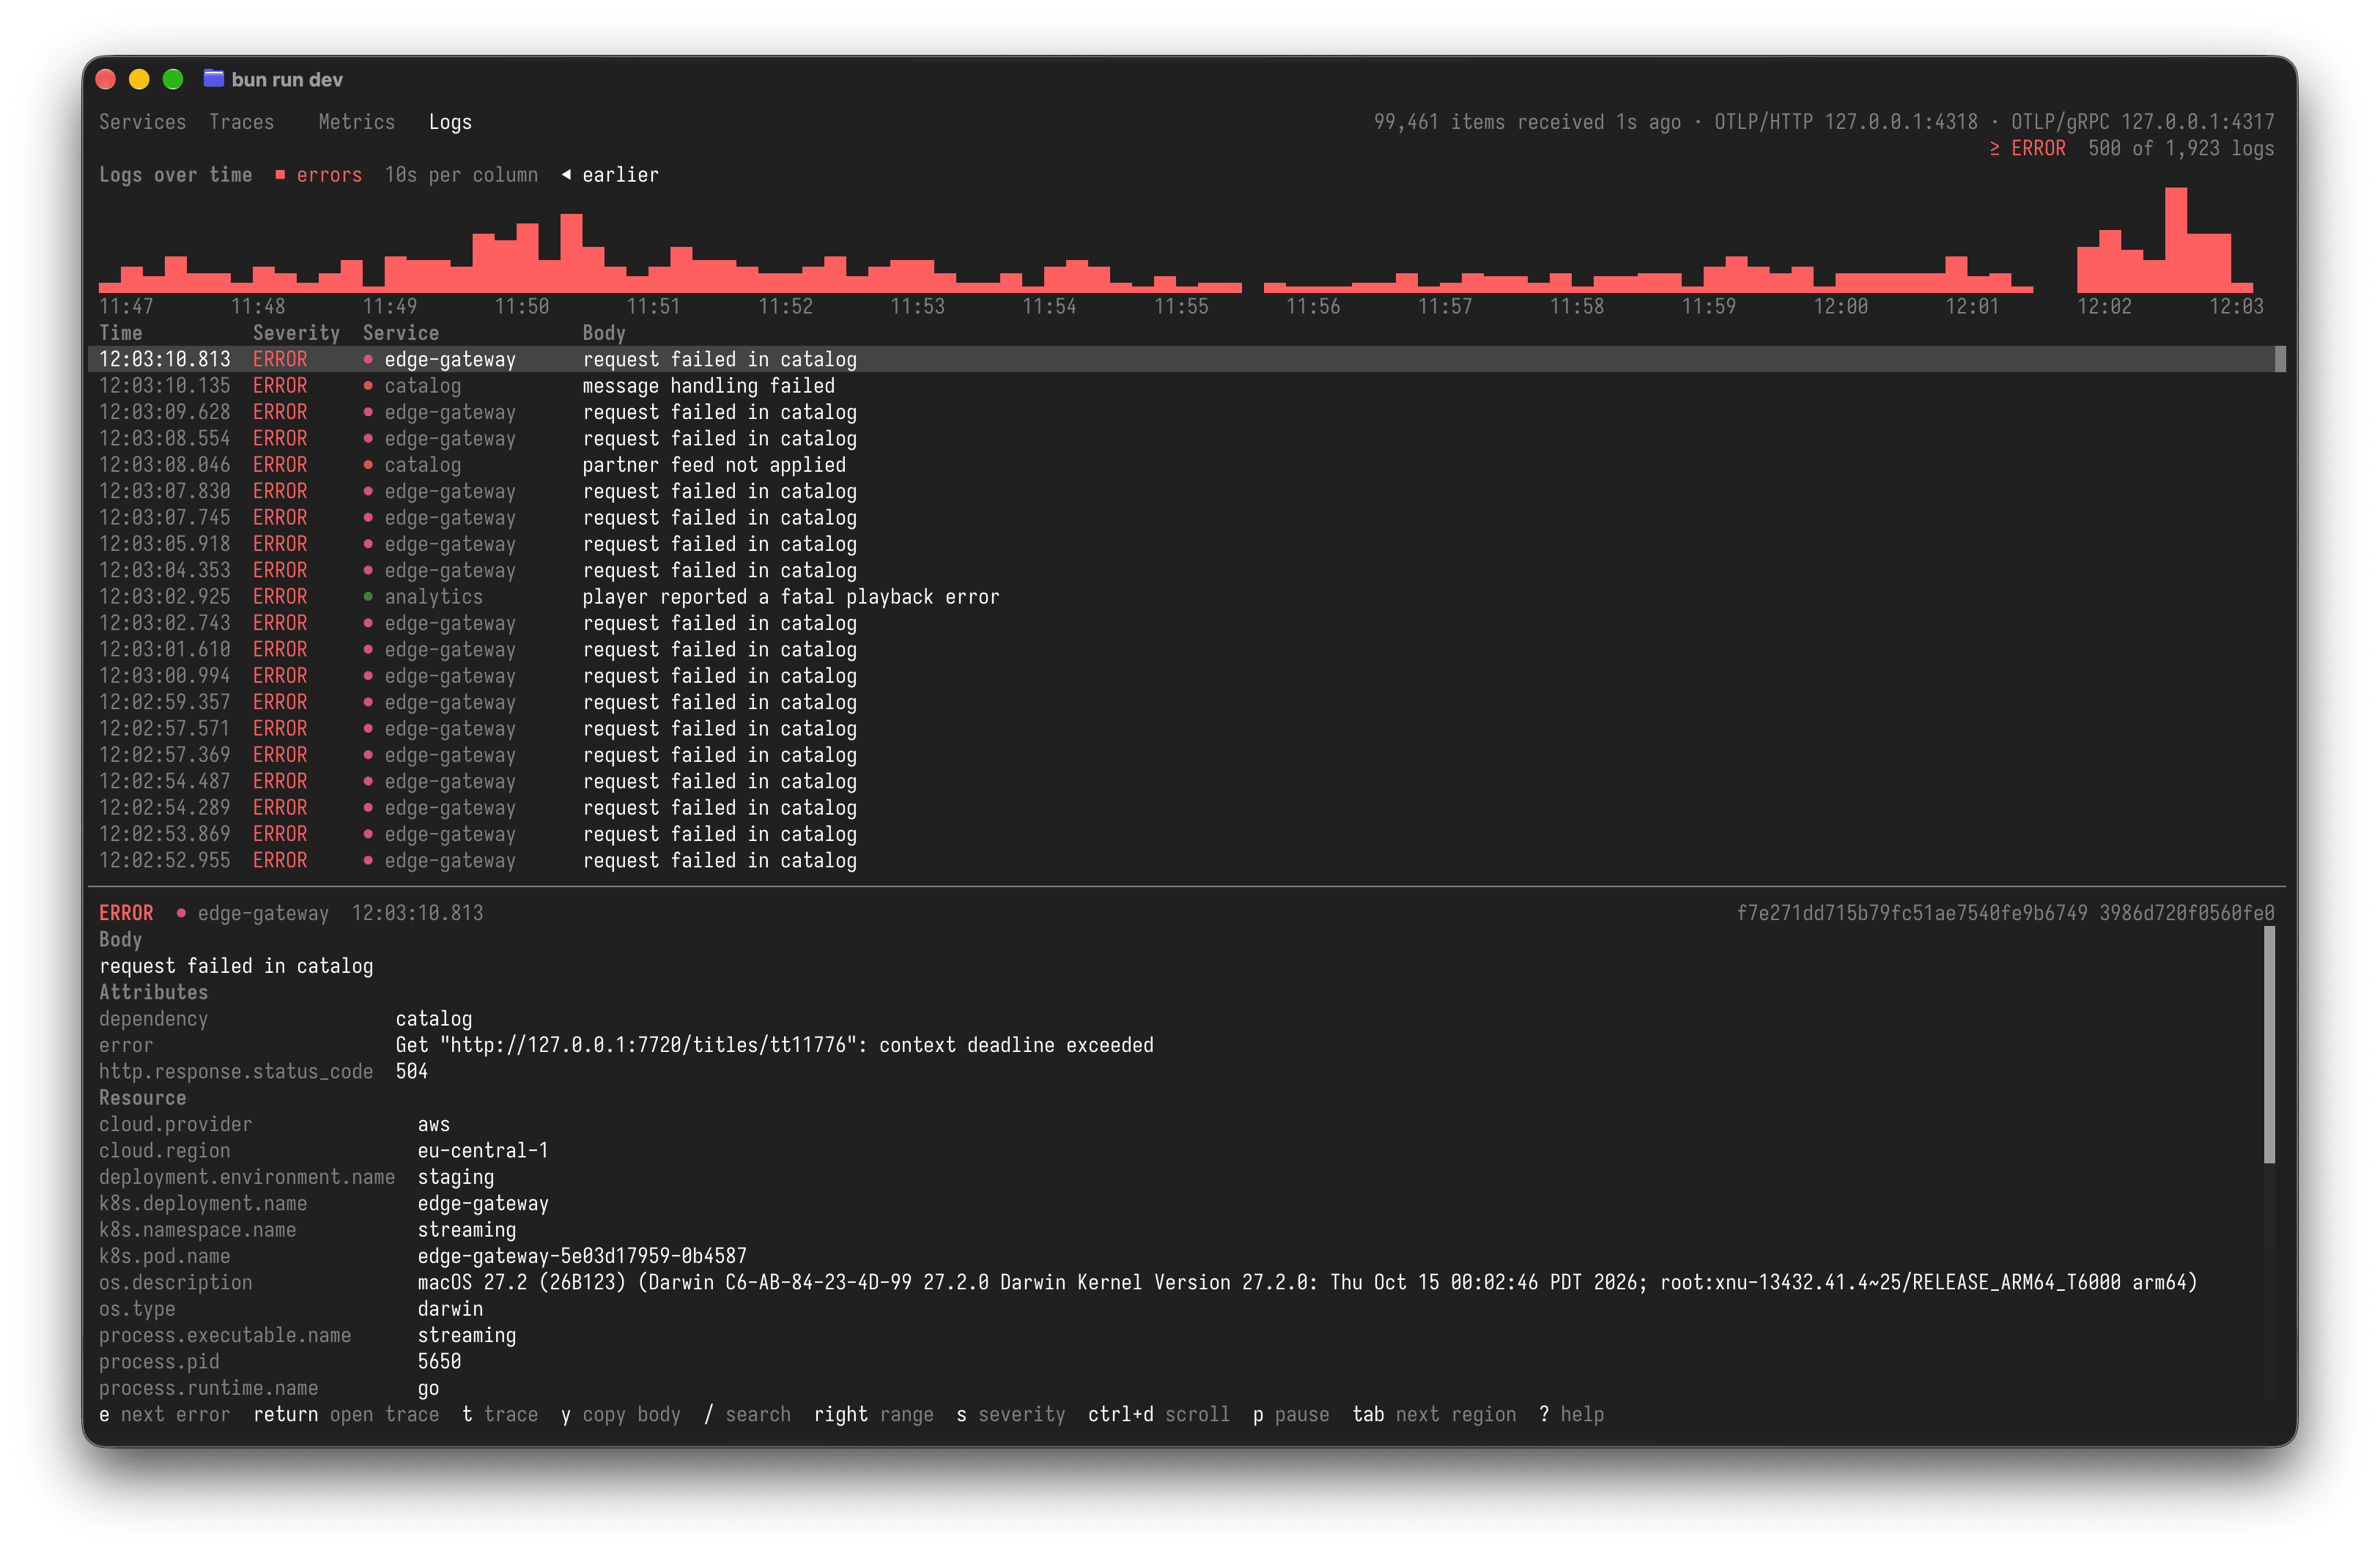 bun run dev
Services Traces Metrics Logs 99,461 items received 1s ago · OTLP/HTTP 127.0.0.1:4318 · OTLP/gRPC 127.0.0.1:4317
≥ ERROR 500 of 1,923 logs
Logs over time ■ errors 10s per column ◄ earlier
11:47 11:48 11:49 11:50 11:51 11:52 11:53 11:54 11:55 11:56 11:57 11:58 11:59 12:00 12:01 12:02 12:03
Time Severity Service Body
12:03:10.813 ERROR • edge-gateway request failed in catalog
12:03:10.135 ERROR • catalog message handling failed
12:03:09.628 ERROR • edge-gateway request failed in catalog
12:03:08.554 ERROR • edge-gateway request failed in catalog
12:03:08.046 ERROR • catalog partner feed not applied
12:03:07.830 ERROR • edge-gateway request failed in catalog
12:03:07.745 ERROR • edge-gateway request failed in catalog
12:03:05.918 ERROR • edge-gateway request failed in catalog
12:03:04.353 ERROR • edge-gateway request failed in catalog
12:03:02.925 ERROR • analytics player reported a fatal playback error
12:03:02.743 ERROR • edge-gateway request failed in catalog
12:03:01.610 ERROR • edge-gateway request failed in catalog
12:03:00.994 ERROR • edge-gateway request failed in catalog
12:02:59.357 ERROR • edge-gateway request failed in catalog
12:02:57.571 ERROR • edge-gateway request failed in catalog
12:02:57.369 ERROR • edge-gateway request failed in catalog
12:02:54.487 ERROR • edge-gateway request failed in catalog
12:02:54.289 ERROR • edge-gateway request failed in catalog
12:02:53.869 ERROR • edge-gateway request failed in catalog
12:02:52.955 ERROR • edge-gateway request failed in catalog
ERROR • edge-gateway 12:03:10.813 f7e271dd715b79fc51ae7540fe9b6749 3986d720f0560fe0
Body
request failed in catalog
Attributes
dependency catalog
error Get "http://127.0.0.1:7720/titles/tt11776": context deadline exceeded
http.response.status_code 504
Resource
cloud.provider aws
cloud.region eu-central-1
deployment.environment.name staging
k8s.deployment.name edge-gateway
k8s.namespace.name streaming
k8s.pod.name edge-gateway-5e03d17959-0b4587
os.description macOS 27.2 (26B123) (Darwin C6-AB-84-23-4D-99 27.2.0 Darwin Kernel Version 27.2.0: Thu Oct 15 00:02:46 PDT 2026; root:xnu-13432.41.4~25/RELEASE_ARM64_T6000 arm64)
os.type darwin
process.executable.name streaming
process.pid 5650
process.runtime.name go
e next error return open trace t trace y copy body / search right range s severity ctrl+d scroll p pause tab next region ? help